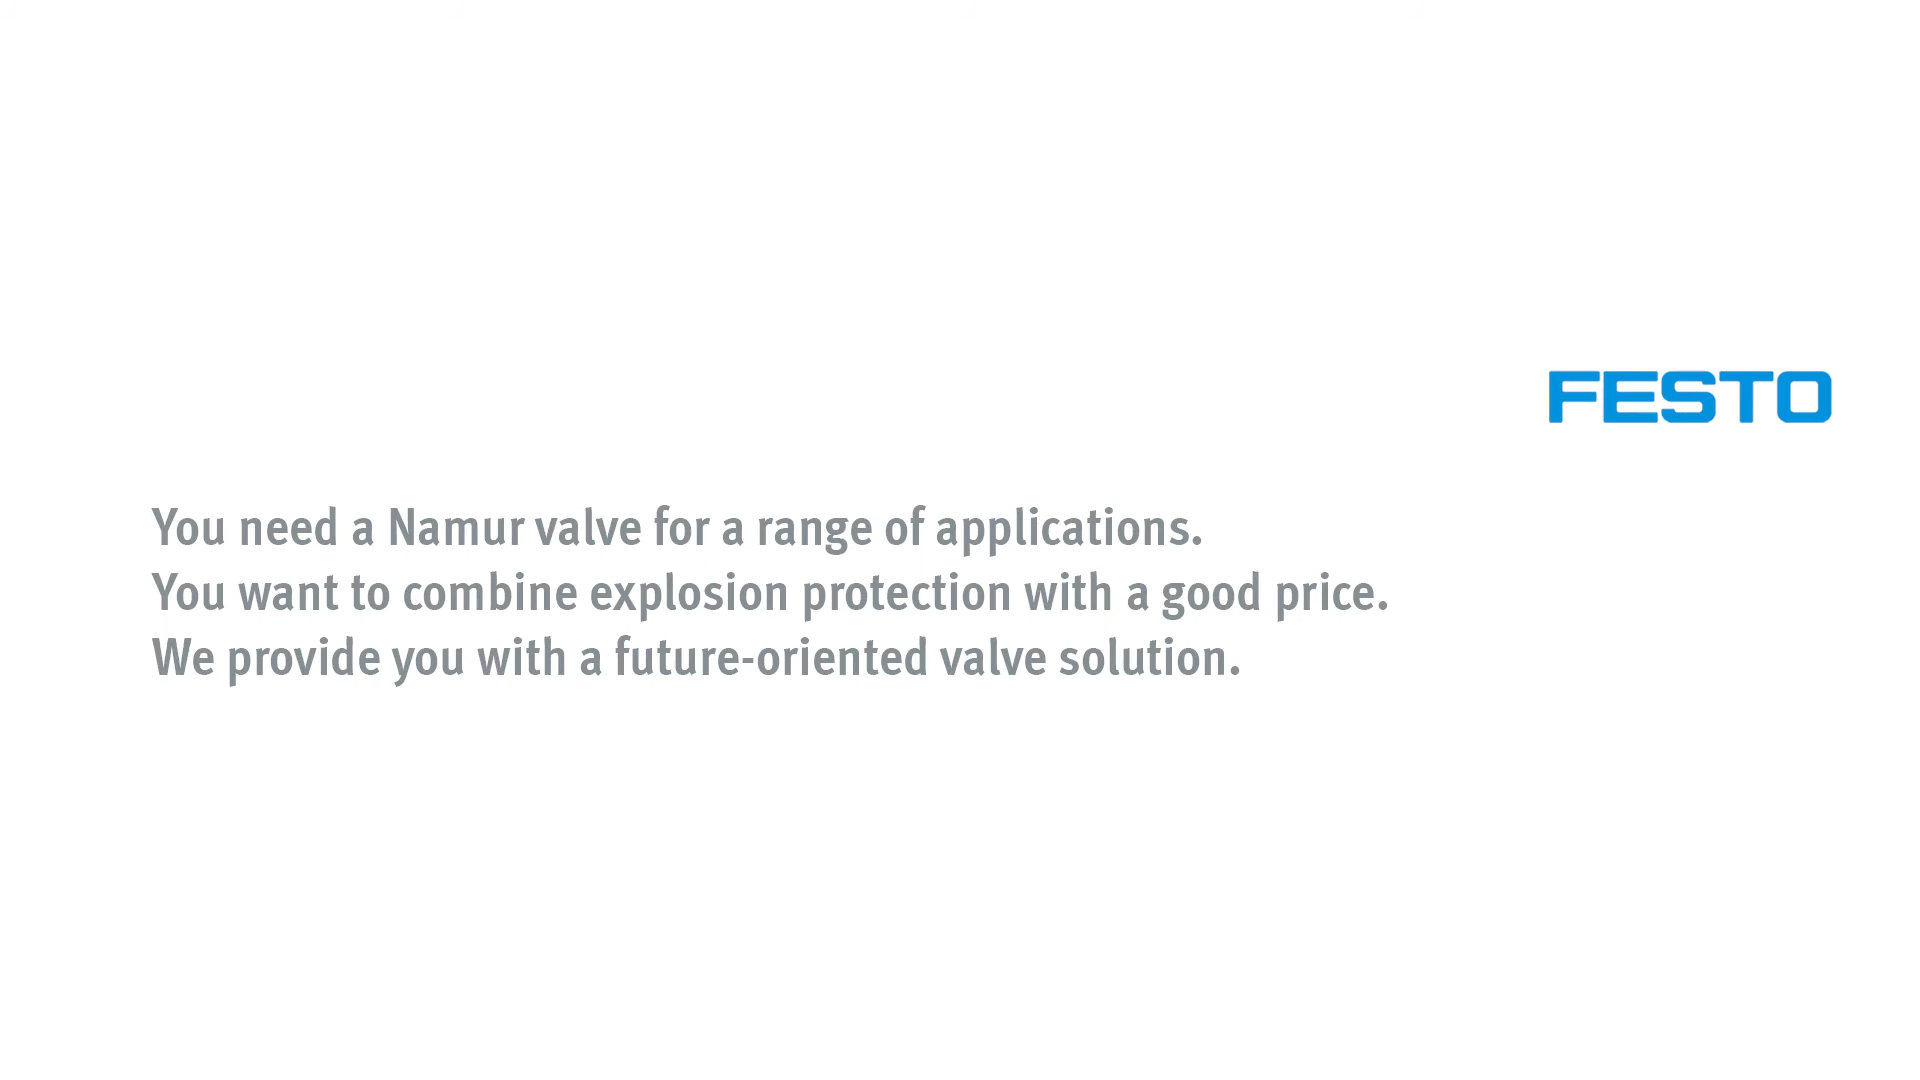 FESTO
You need a Namur valve for a range of applications.
You want to combine explosion protection with a good price.
We provide you with a future-oriented valve solution.